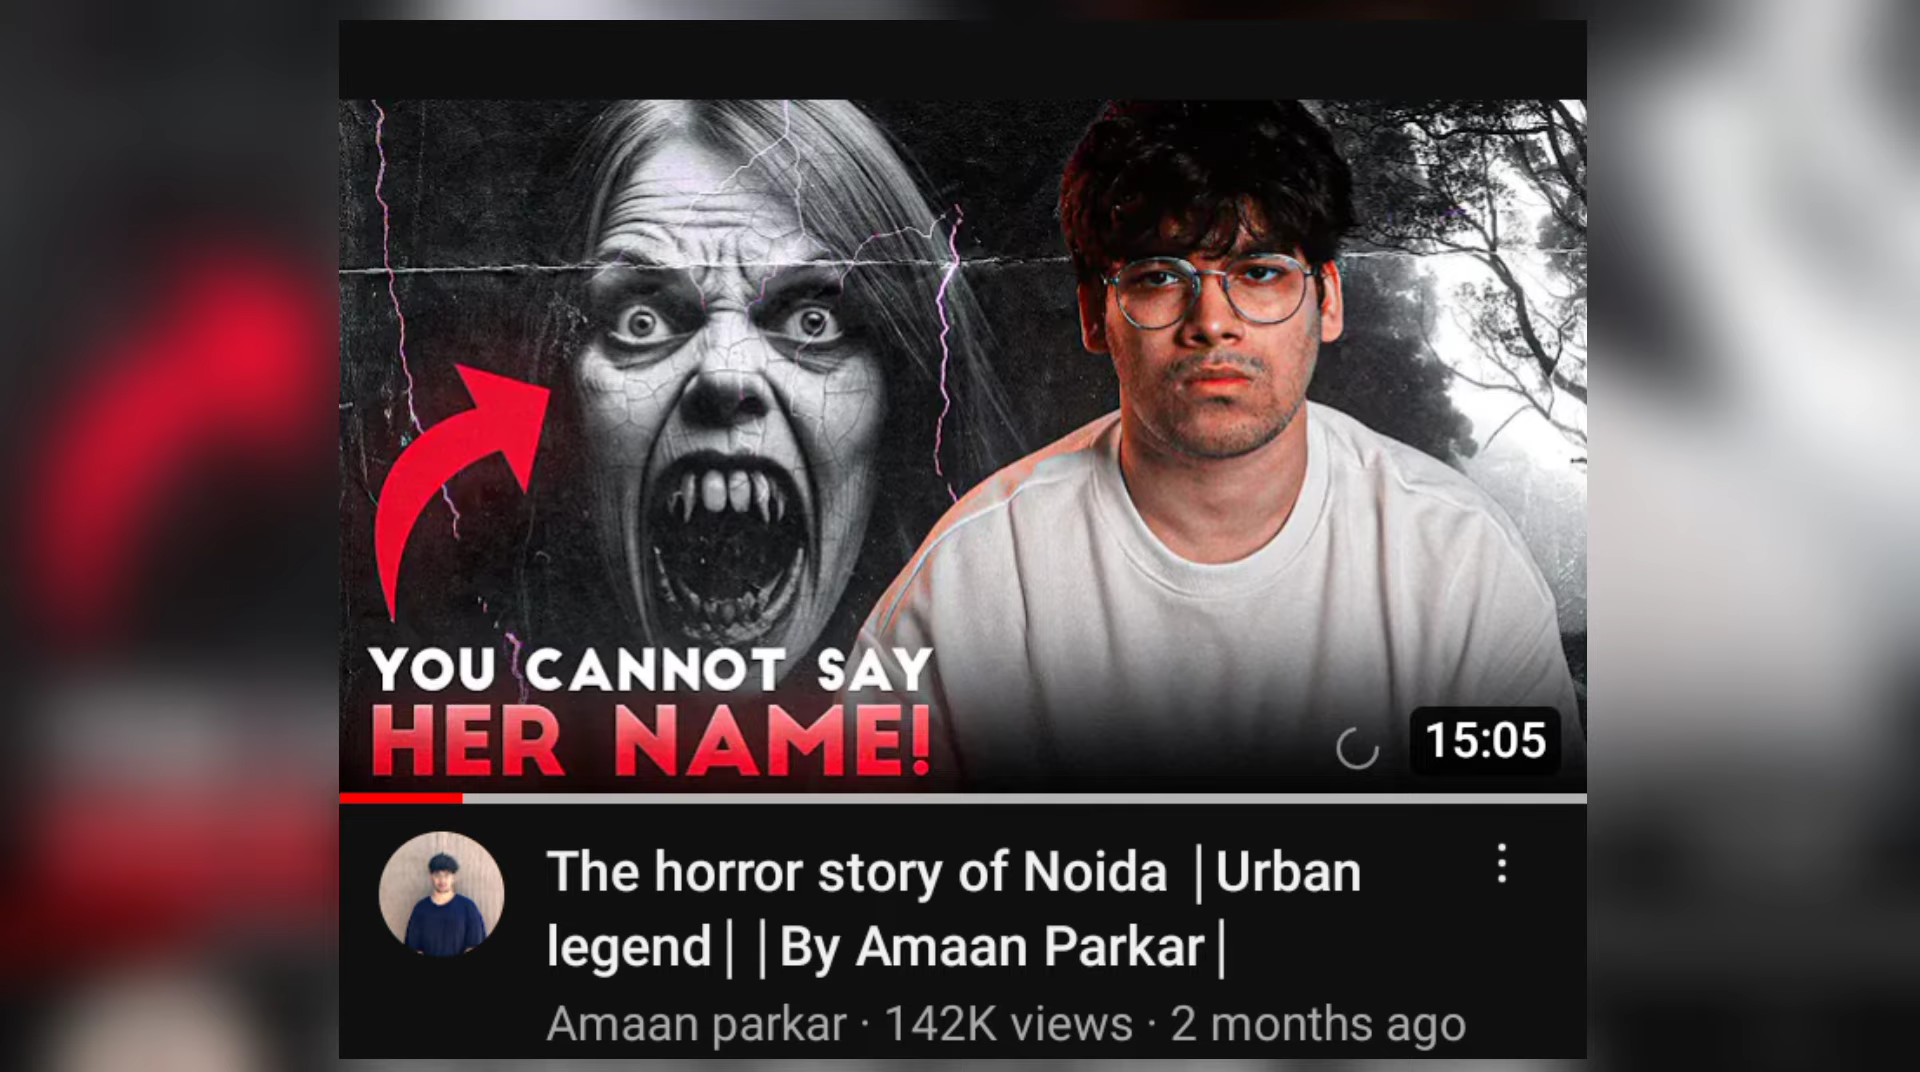 YOU CANNOT SAY
HER NAME!
15:05
The horror story of Noida |Urban
legend| |By Amaan Parkar|
Amaan parkar · 142K views · 2 months ago